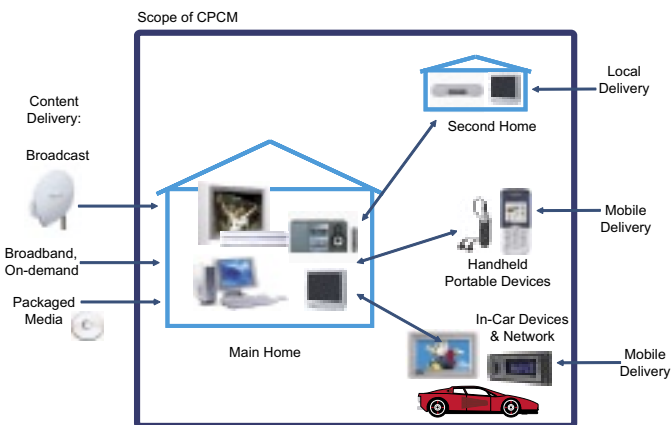 Scope of CPCM
Content
Delivery:
Broadcast
Broadband,
On-demand
Packaged
Media
Main Home
Second Home
Local
Delivery
Handheld
Portable Devices
Mobile
Delivery
In-Car Devices
& Network
Mobile
Delivery